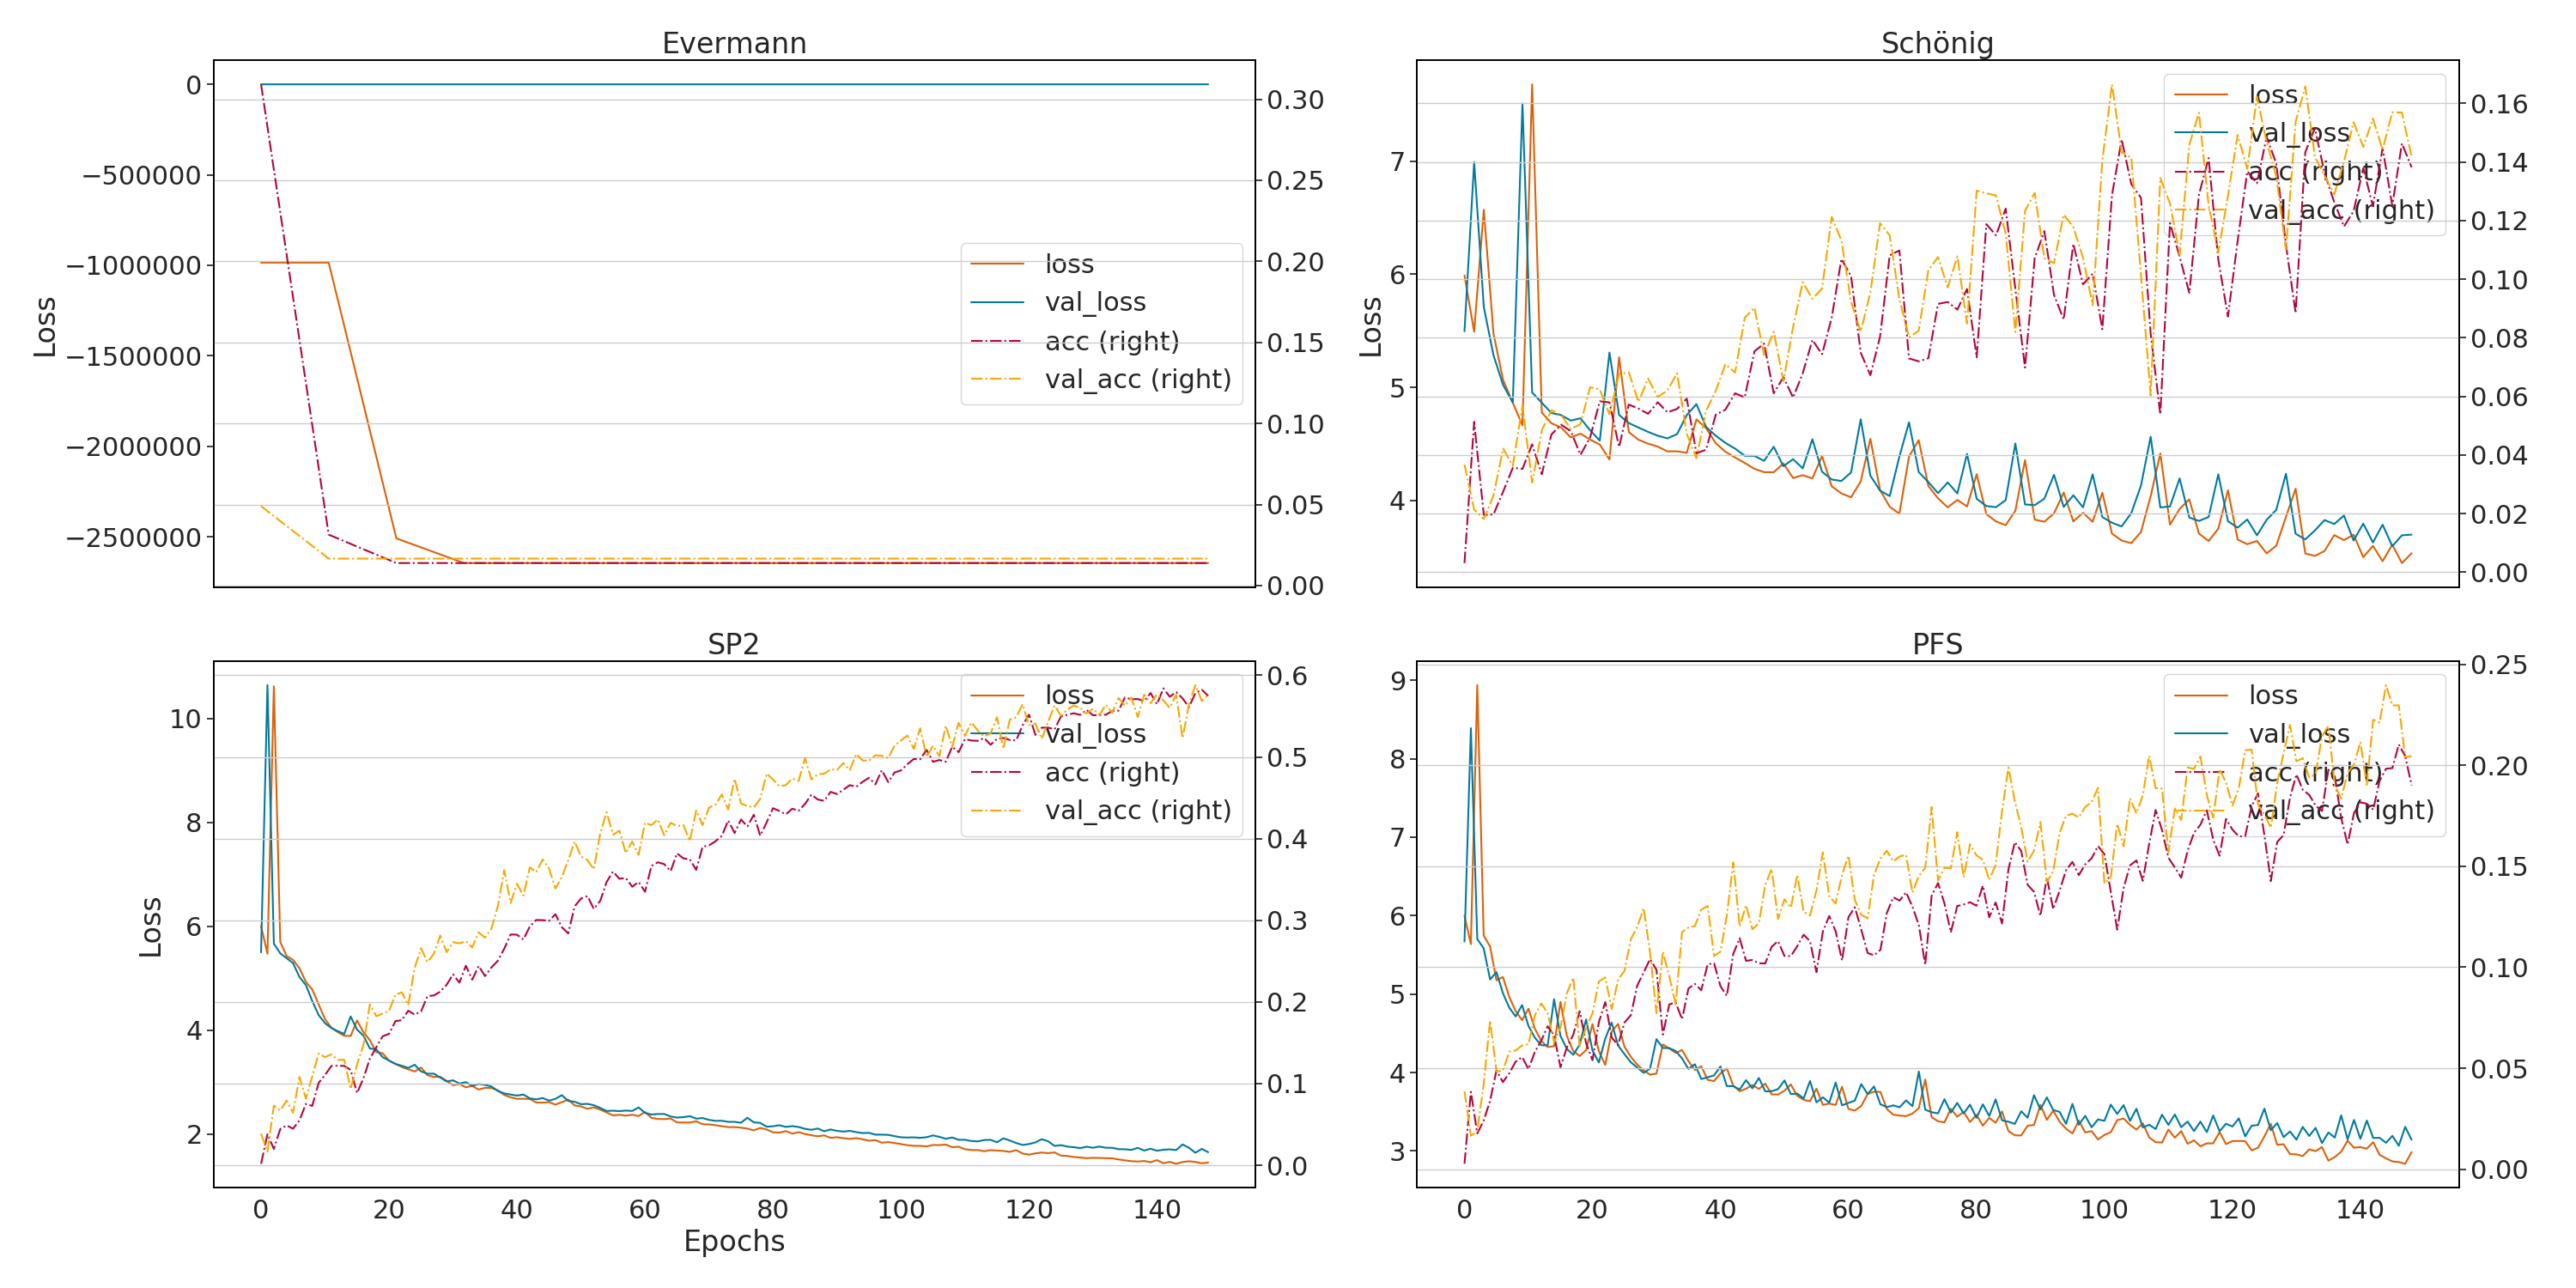 Evermann
0
−500000
−1000000
−1500000
−2000000
−2500000
Loss
0.30
0.25
0.20
0.15
0.10
0.05
0.00
loss
val_loss
acc (right)
val_acc (right)
Schönig
7
6
5
4
Loss
0.16
0.14
0.12
0.10
0.08
0.06
0.04
0.02
0.00
loss
val_loss
acc (right)
val_acc (right)
SP2
10
8
6
4
2
Loss
0.6
0.5
0.4
0.3
0.2
0.1
0.0
loss
val_loss
acc (right)
val_acc (right)
0 20 40 60 80 100 120 140
Epochs
PFS
9
8
7
6
5
4
3
0.25
0.20
0.15
0.10
0.05
0.00
loss
val_loss
acc (right)
val_acc (right)
0 20 40 60 80 100 120 140